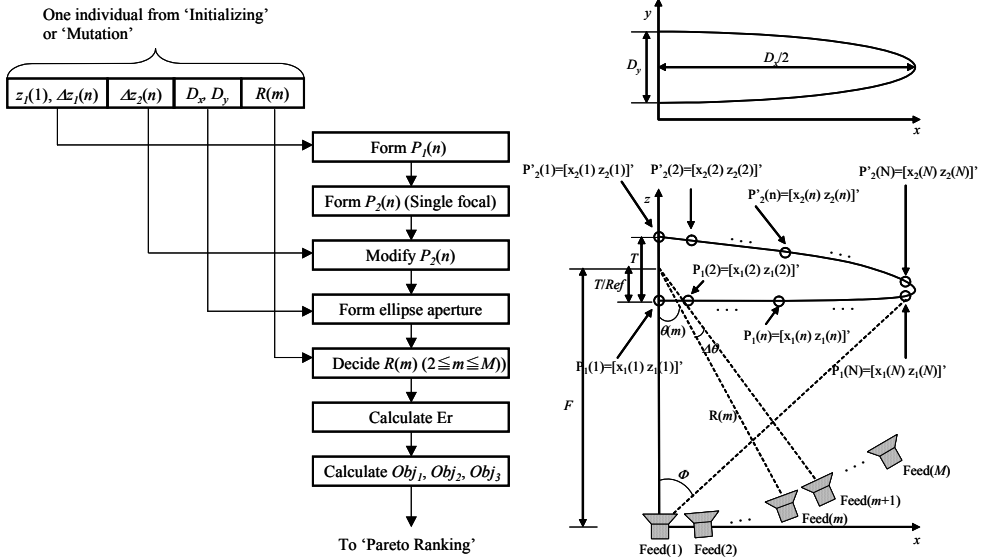 One individual from 'Initializing'
or 'Mutation'
z₁(1), Δz₁(n)
Δz₂(n)
Dₓ, Dᵧ
R(m)
Form P₁(n)
Form P₂(n) (Single focal)
Modify P₂(n)
Form ellipse aperture
Decide R(m) (2≦m≦M))
Calculate Er
Calculate Obj₁, Obj₂, Obj₃
To 'Pareto Ranking'
y
Dᵧ
Dₓ/2
x
P'₂(1)=[x₂(1) z₂(1)]'
P'₂(2)=[x₂(2) z₂(2)]'
P'₂(N)=[x₂(N) z₂(N)]'
P'₂(n)=[x₂(n) z₂(n)]'
z
...
...
T
T/Ref
P₁(2)=[x₁(2) z₁(2)]'
θ(m)
...
...
P₁(n)=[x₁(n) z₁(n)]'
Δθ
P₁(1)=[x₁(1) z₁(1)]'
P₁(N)=[x₁(N) z₁(N)]'
F
R(m)
Φ
...
Feed(M)
Feed(m+1)
...
Feed(m)
Feed(1)
Feed(2)
x